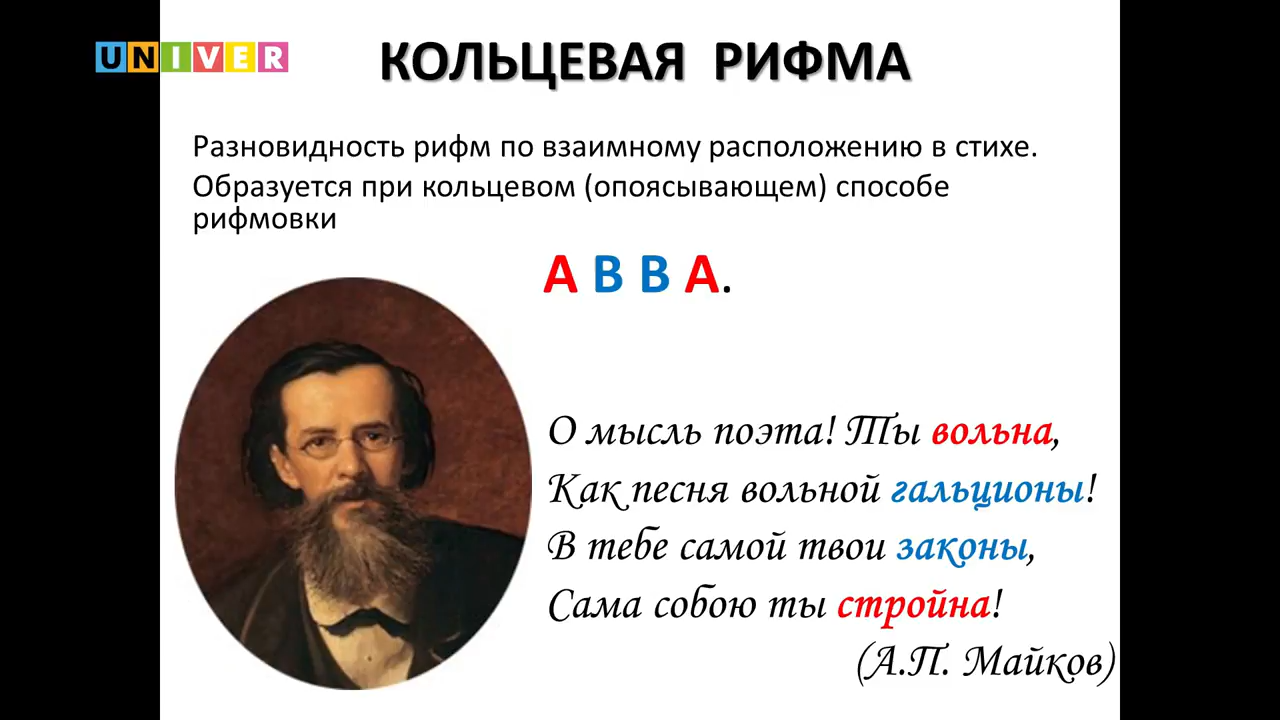 UNIVER
КОЛЬЦЕВАЯ РИФМА
Разновидность рифм по взаимному расположению в стихе.
Образуется при кольцевом (опоясывающем) способе
рифмовки
А В В А.
О мысль поэта! Ты вольна,
Как песня вольной гальционы!
В тебе самой твои законы,
Сама собою ты стройна!
(А.П. Майков)